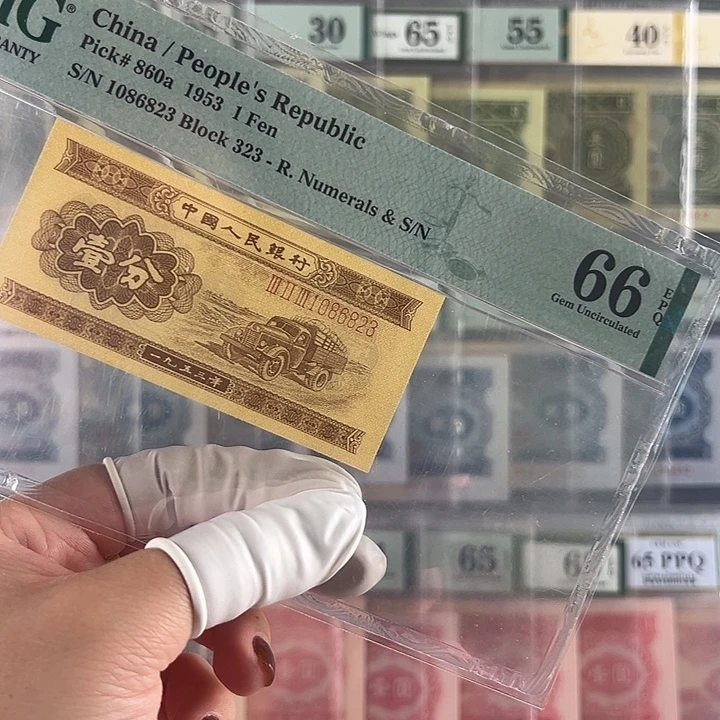 MG®
RANTY
China / People's Republic
Pick# 860a 1953 1 Fen
S/N 1086823 Block 323 - R. Numerals & S/N
66
EPQ
Gem Uncirculated
中國人民銀行
壹分
III II III 1086823
一九五三年
30
65
55
40
65
65 PPQ